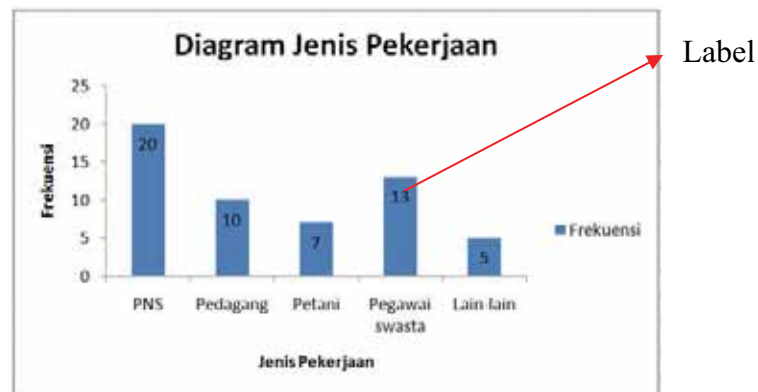 Diagram Jenis Pekerjaan
Label
Frekuensi
25
20
15
10
5
0
20
10
7
13
5
Frekuensi
PNS
Pedagang
Petani
Pegawai
swasta
Lain-lain
Jenis Pekerjaan